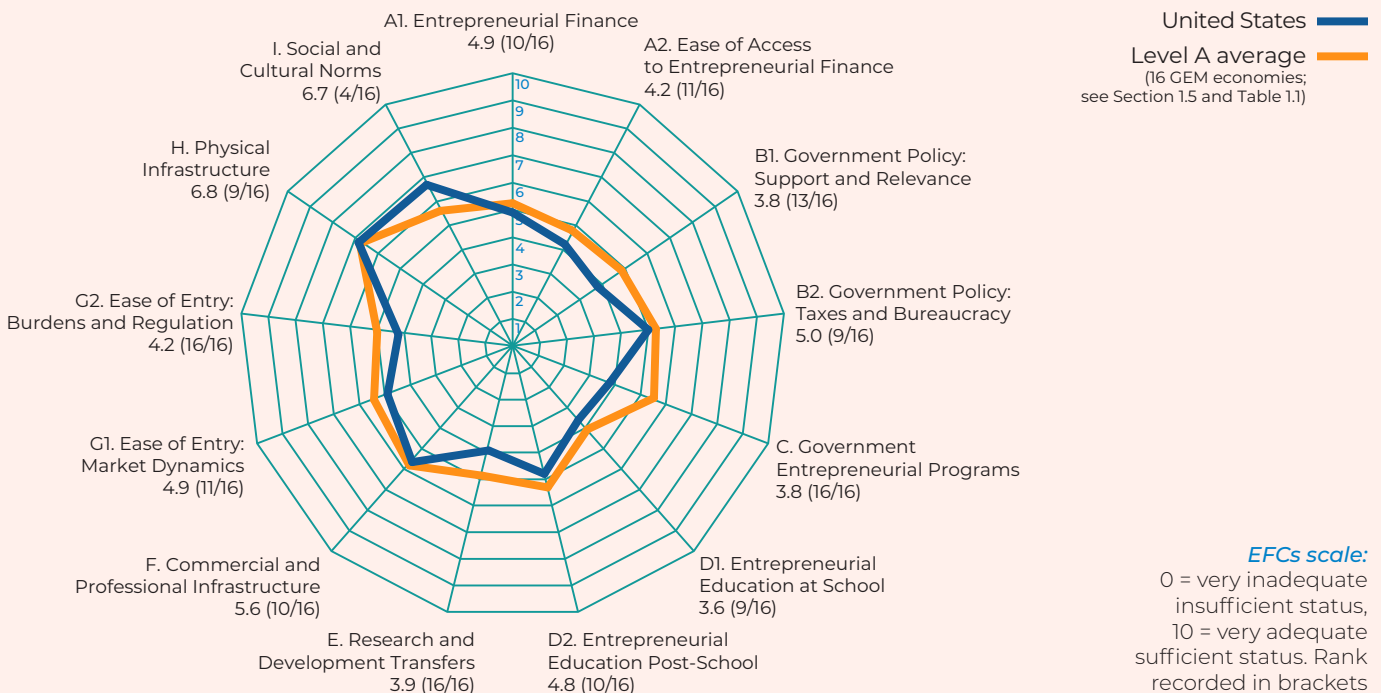 A1. Entrepreneurial Finance
4.9 (10/16)
A2. Ease of Access
to Entrepreneurial Finance
4.2 (11/16)
B1. Government Policy:
Support and Relevance
3.8 (13/16)
B2. Government Policy:
Taxes and Bureaucracy
5.0 (9/16)
C. Government
Entrepreneurial Programs
3.8 (16/16)
D1. Entrepreneurial
Education at School
3.6 (9/16)
D2. Entrepreneurial
Education Post-School
4.8 (10/16)
E. Research and
Development Transfers
3.9 (16/16)
F. Commercial and
Professional Infrastructure
5.6 (10/16)
G1. Ease of Entry:
Market Dynamics
4.9 (11/16)
G2. Ease of Entry:
Burdens and Regulation
4.2 (16/16)
H. Physical
Infrastructure
6.8 (9/16)
I. Social and
Cultural Norms
6.7 (4/16)
10
9
8
7
6
5
4
3
2
1
United States
Level A average
(16 GEM economies;
see Section 1.5 and Table 1.1)
EFCs scale:
0 = very inadequate
insufficient status,
10 = very adequate
sufficient status. Rank
recorded in brackets